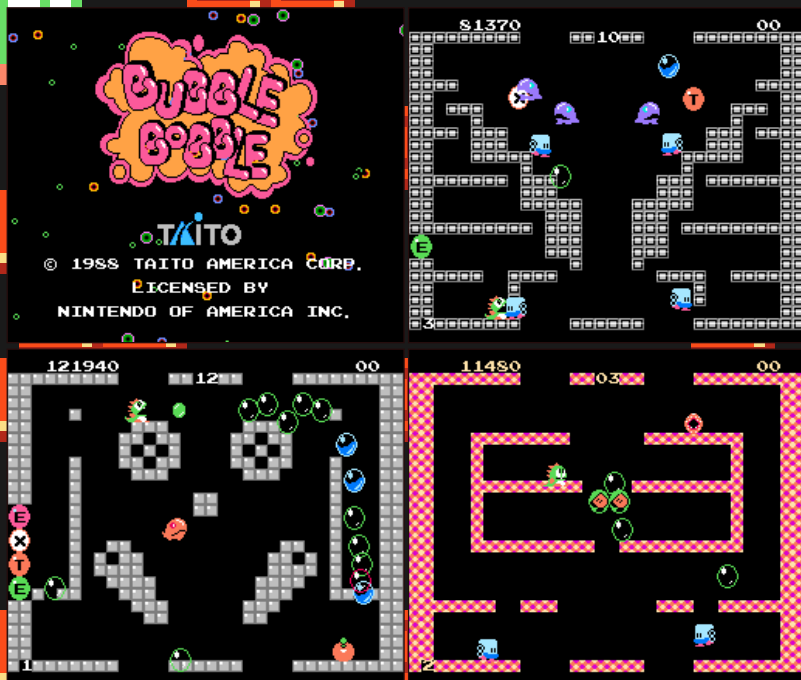 BUBBLE
BOBBLE
TAITO
© 1988 TAITO AMERICA CORP.
LICENSED BY
NINTENDO OF AMERICA INC.
81370 10 00
X T
E
3
121940 12 00
E
X
T
E
1
11480 03 00
2